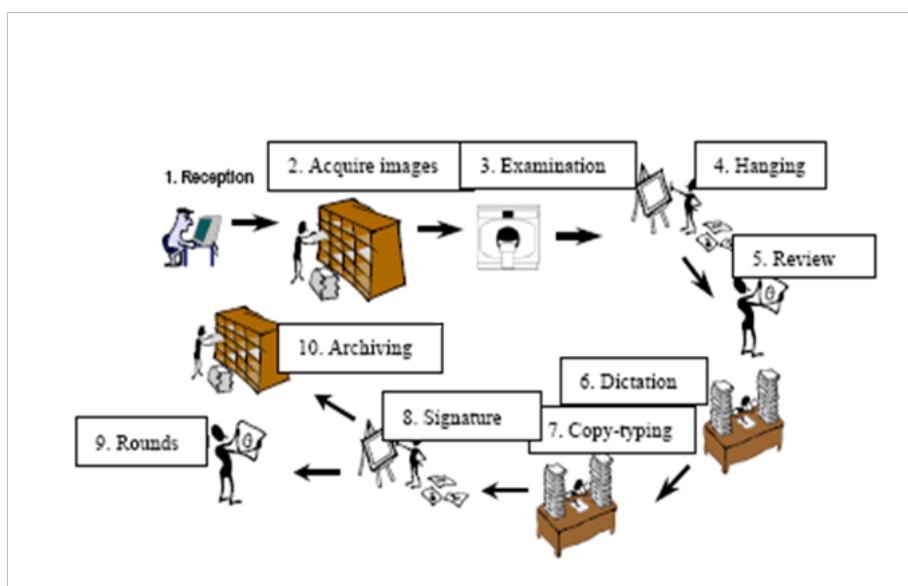 1. Reception
2. Acquire images
3. Examination
4. Hanging
5. Review
6. Dictation
7. Copy-typing
8. Signature
9. Rounds
10. Archiving